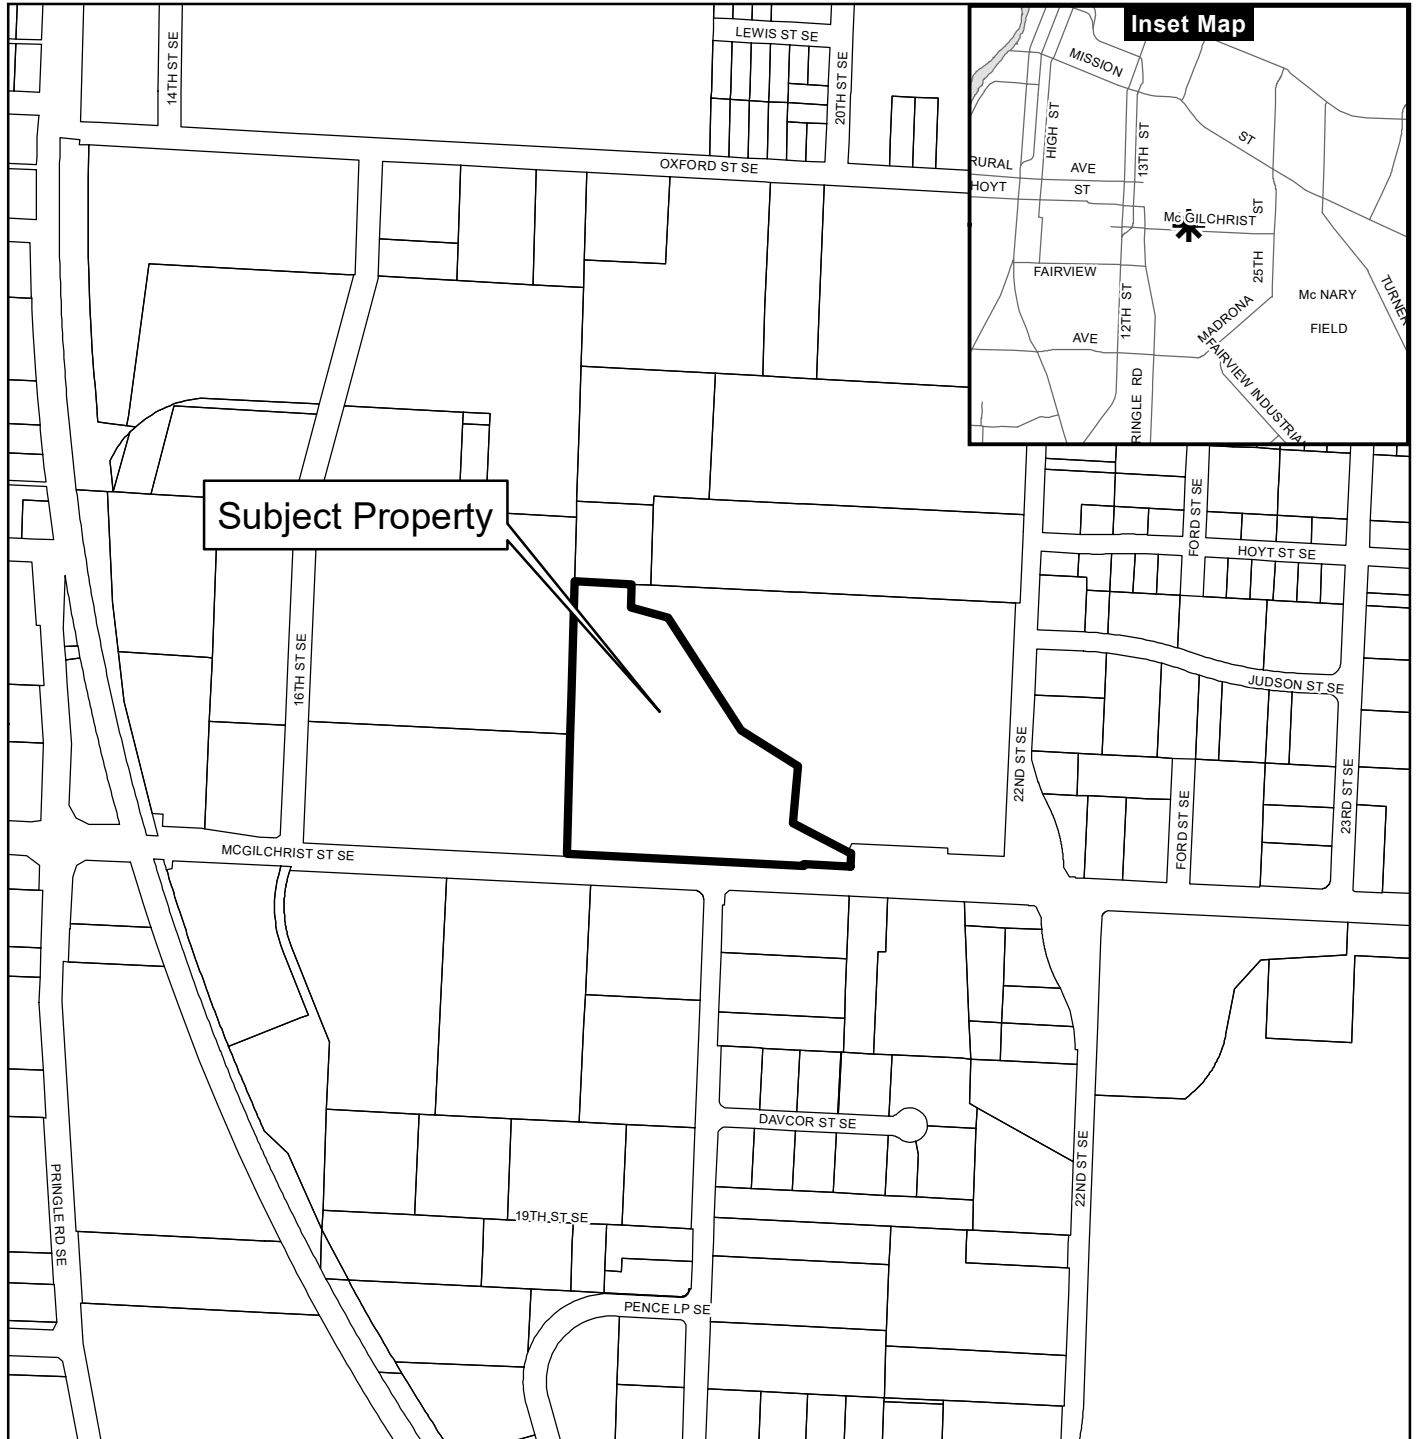 LEWIS ST SE
14TH ST SE
20TH ST SE
OXFORD ST SE
Inset Map
MISSION
ST
HIGH ST
13TH ST
RURAL
AVE
HOYT
ST
Mc GILCHRIST
ST
25TH
FAIRVIEW
12TH ST
Mc NARY
FIELD
TURNER
MADRONA
AVE
FAIRVIEW INDUSTRIA
RINGLE RD
Subject Property
FORD ST SE
HOYT ST SE
16TH ST SE
JUDSON ST SE
22ND ST SE
23RD ST SE
FORD ST SE
MCGILCHRIST ST SE
DAVCOR ST SE
22ND ST SE
PRINGLE RD SE
19TH ST SE
PENCE LP SE